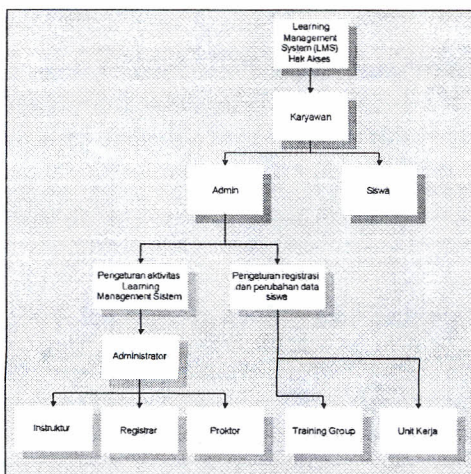 Learning
Management
System (LMS)
Hak Akses
Karyawan
Admin
Siswa
Pengaturan aktivitas
Learning
Management Sistem
Pengaturan registrasi
dan perubahan data
siswa
Administrator
Instruktur
Registrar
Proktor
Training Group
Unit Kerja